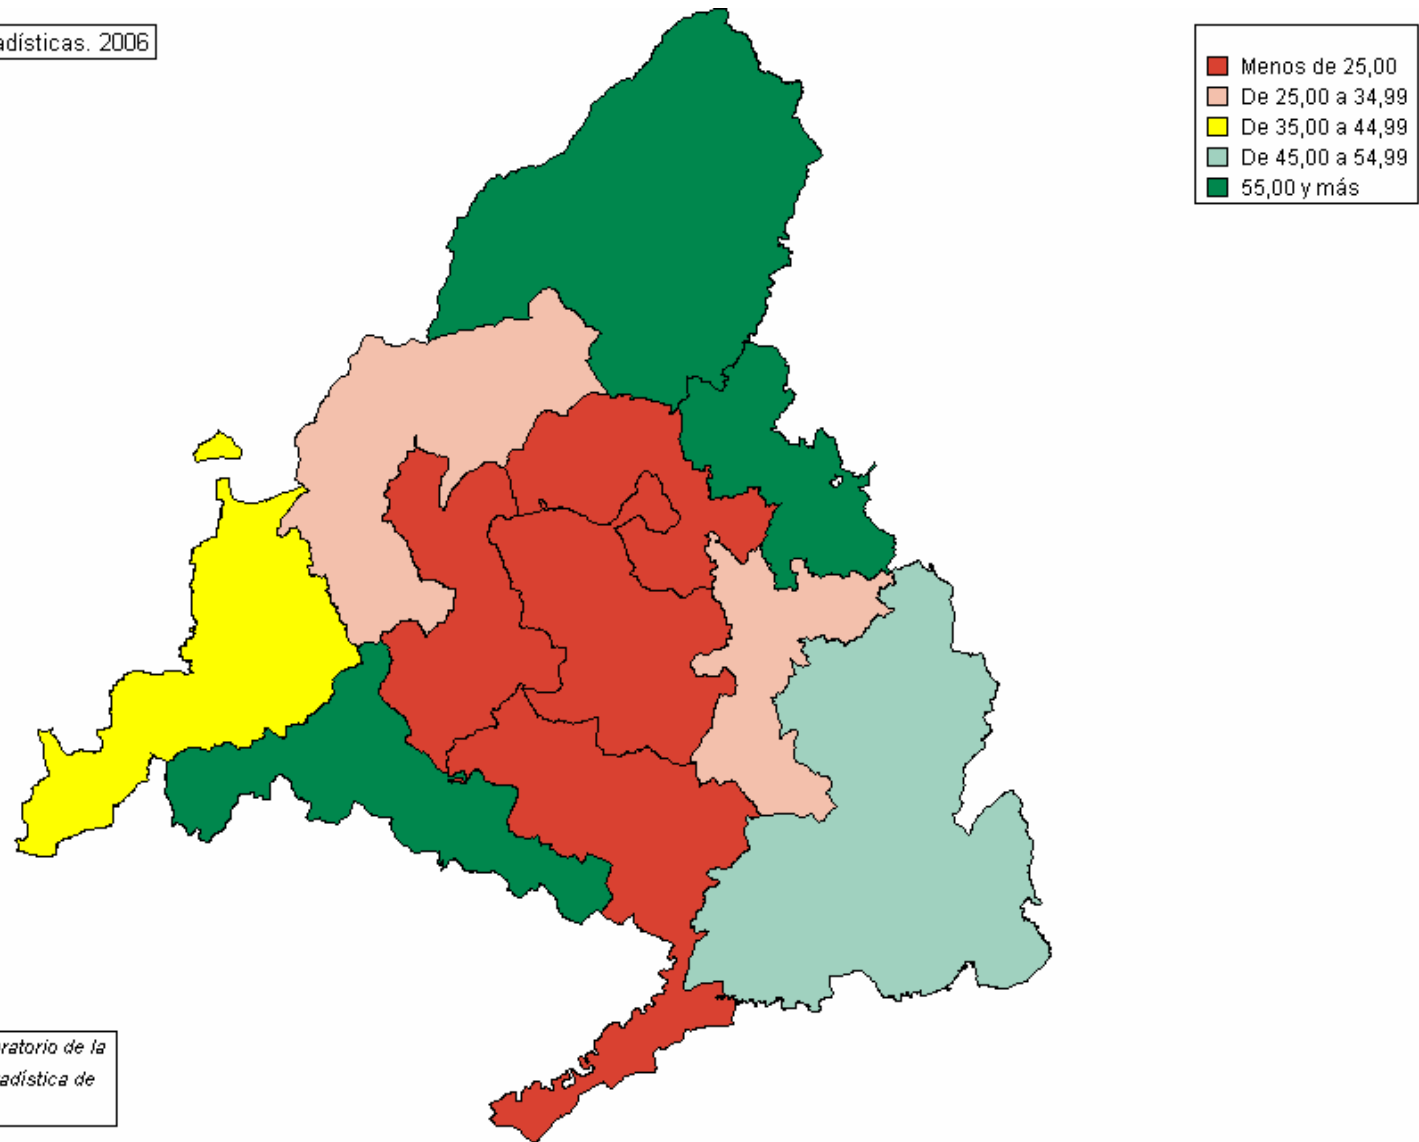 adísticas. 2006
Menos de 25,00
De 25,00 a 34,99
De 35,00 a 44,99
De 45,00 a 54,99
55,00 y más
ratorio de la
adística de